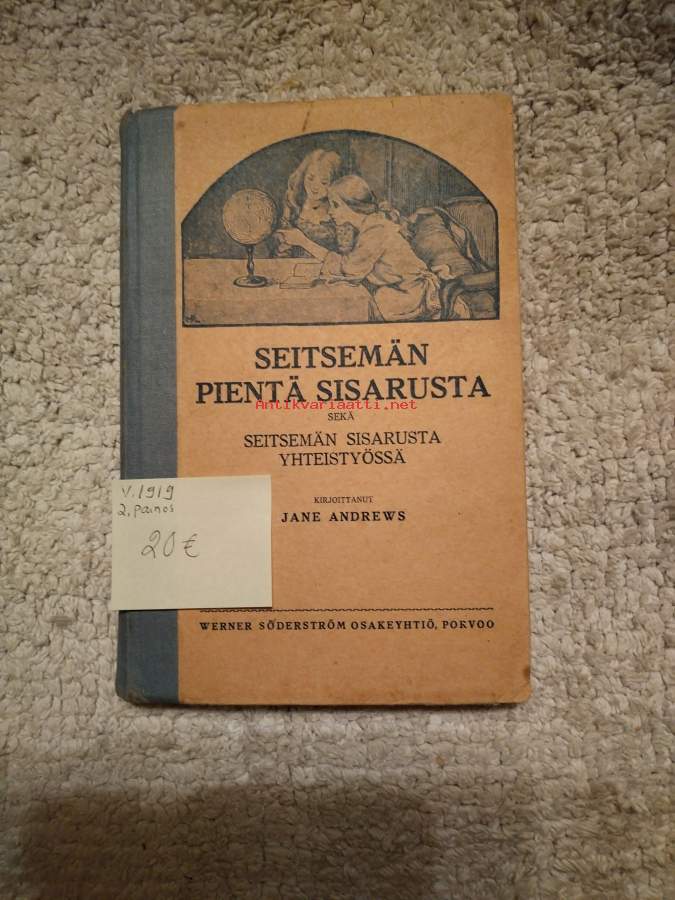 SEITSEMÄN
PIENTÄ SISARUSTA
Antikvariaatti.net
SEKÄ
SEITSEMÄN SISARUSTA
YHTEISTYÖSSÄ
KIRJOITTANUT
JANE ANDREWS
v. 1919
2. painos
20 €
WERNER SÖDERSTRÖM OSAKEYHTIÖ, PORVOO